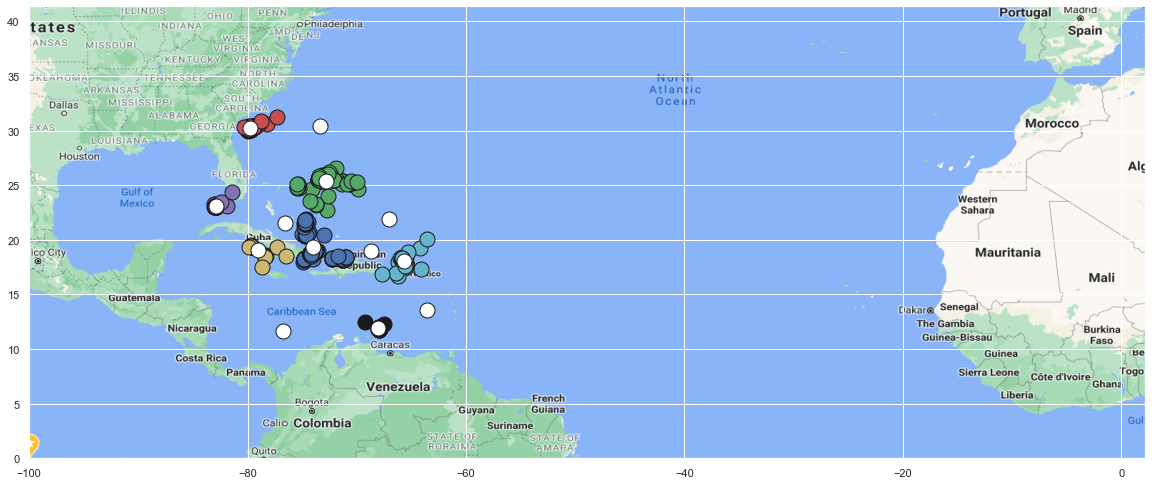 ILLINOIS
OHIO
PENN
Philadelphia
tates
INDIANA
MD
DE NJ
ANSAS
MISSOURI
WEST
VIRGINIA
KENTUCKY
VIRGINIA
OKLAHOMA
TENNESSEE
NORTH
CAROLINA
ARKANSAS
MISSISSIPPI
SOUTH
CAROLINA
Dallas
ALABAMA
EXAS
GEORGIA
LOUISIANA
Houston
FLORIDA
Gulf of
Mexico
Cuba
ico City
Republic
Guatemala
Caribbean Sea
Nicaragua
Caracas
Costa Rica
Panama
Venezuela
Bogota
Guyana
French
Guiana
Cali
Colombia
Suriname
STATE OF
RORAIMA
STATE OF
AMAPA
Quito
North
Atlantic
Ocean
Portugal
Madrid
Spain
Morocco
Alg
Western
Sahara
Mauritania
Mali
Dakar
Senegal
The Gambia
Guinea-Bissau
Burkina
Faso
Guinea
Be
Sierra Leone
Côte d'Ivoire
Togo
Ghana
Liberia
Gulf
40
35
30
25
20
15
10
5
0
−100
−80
−60
−40
−20
0